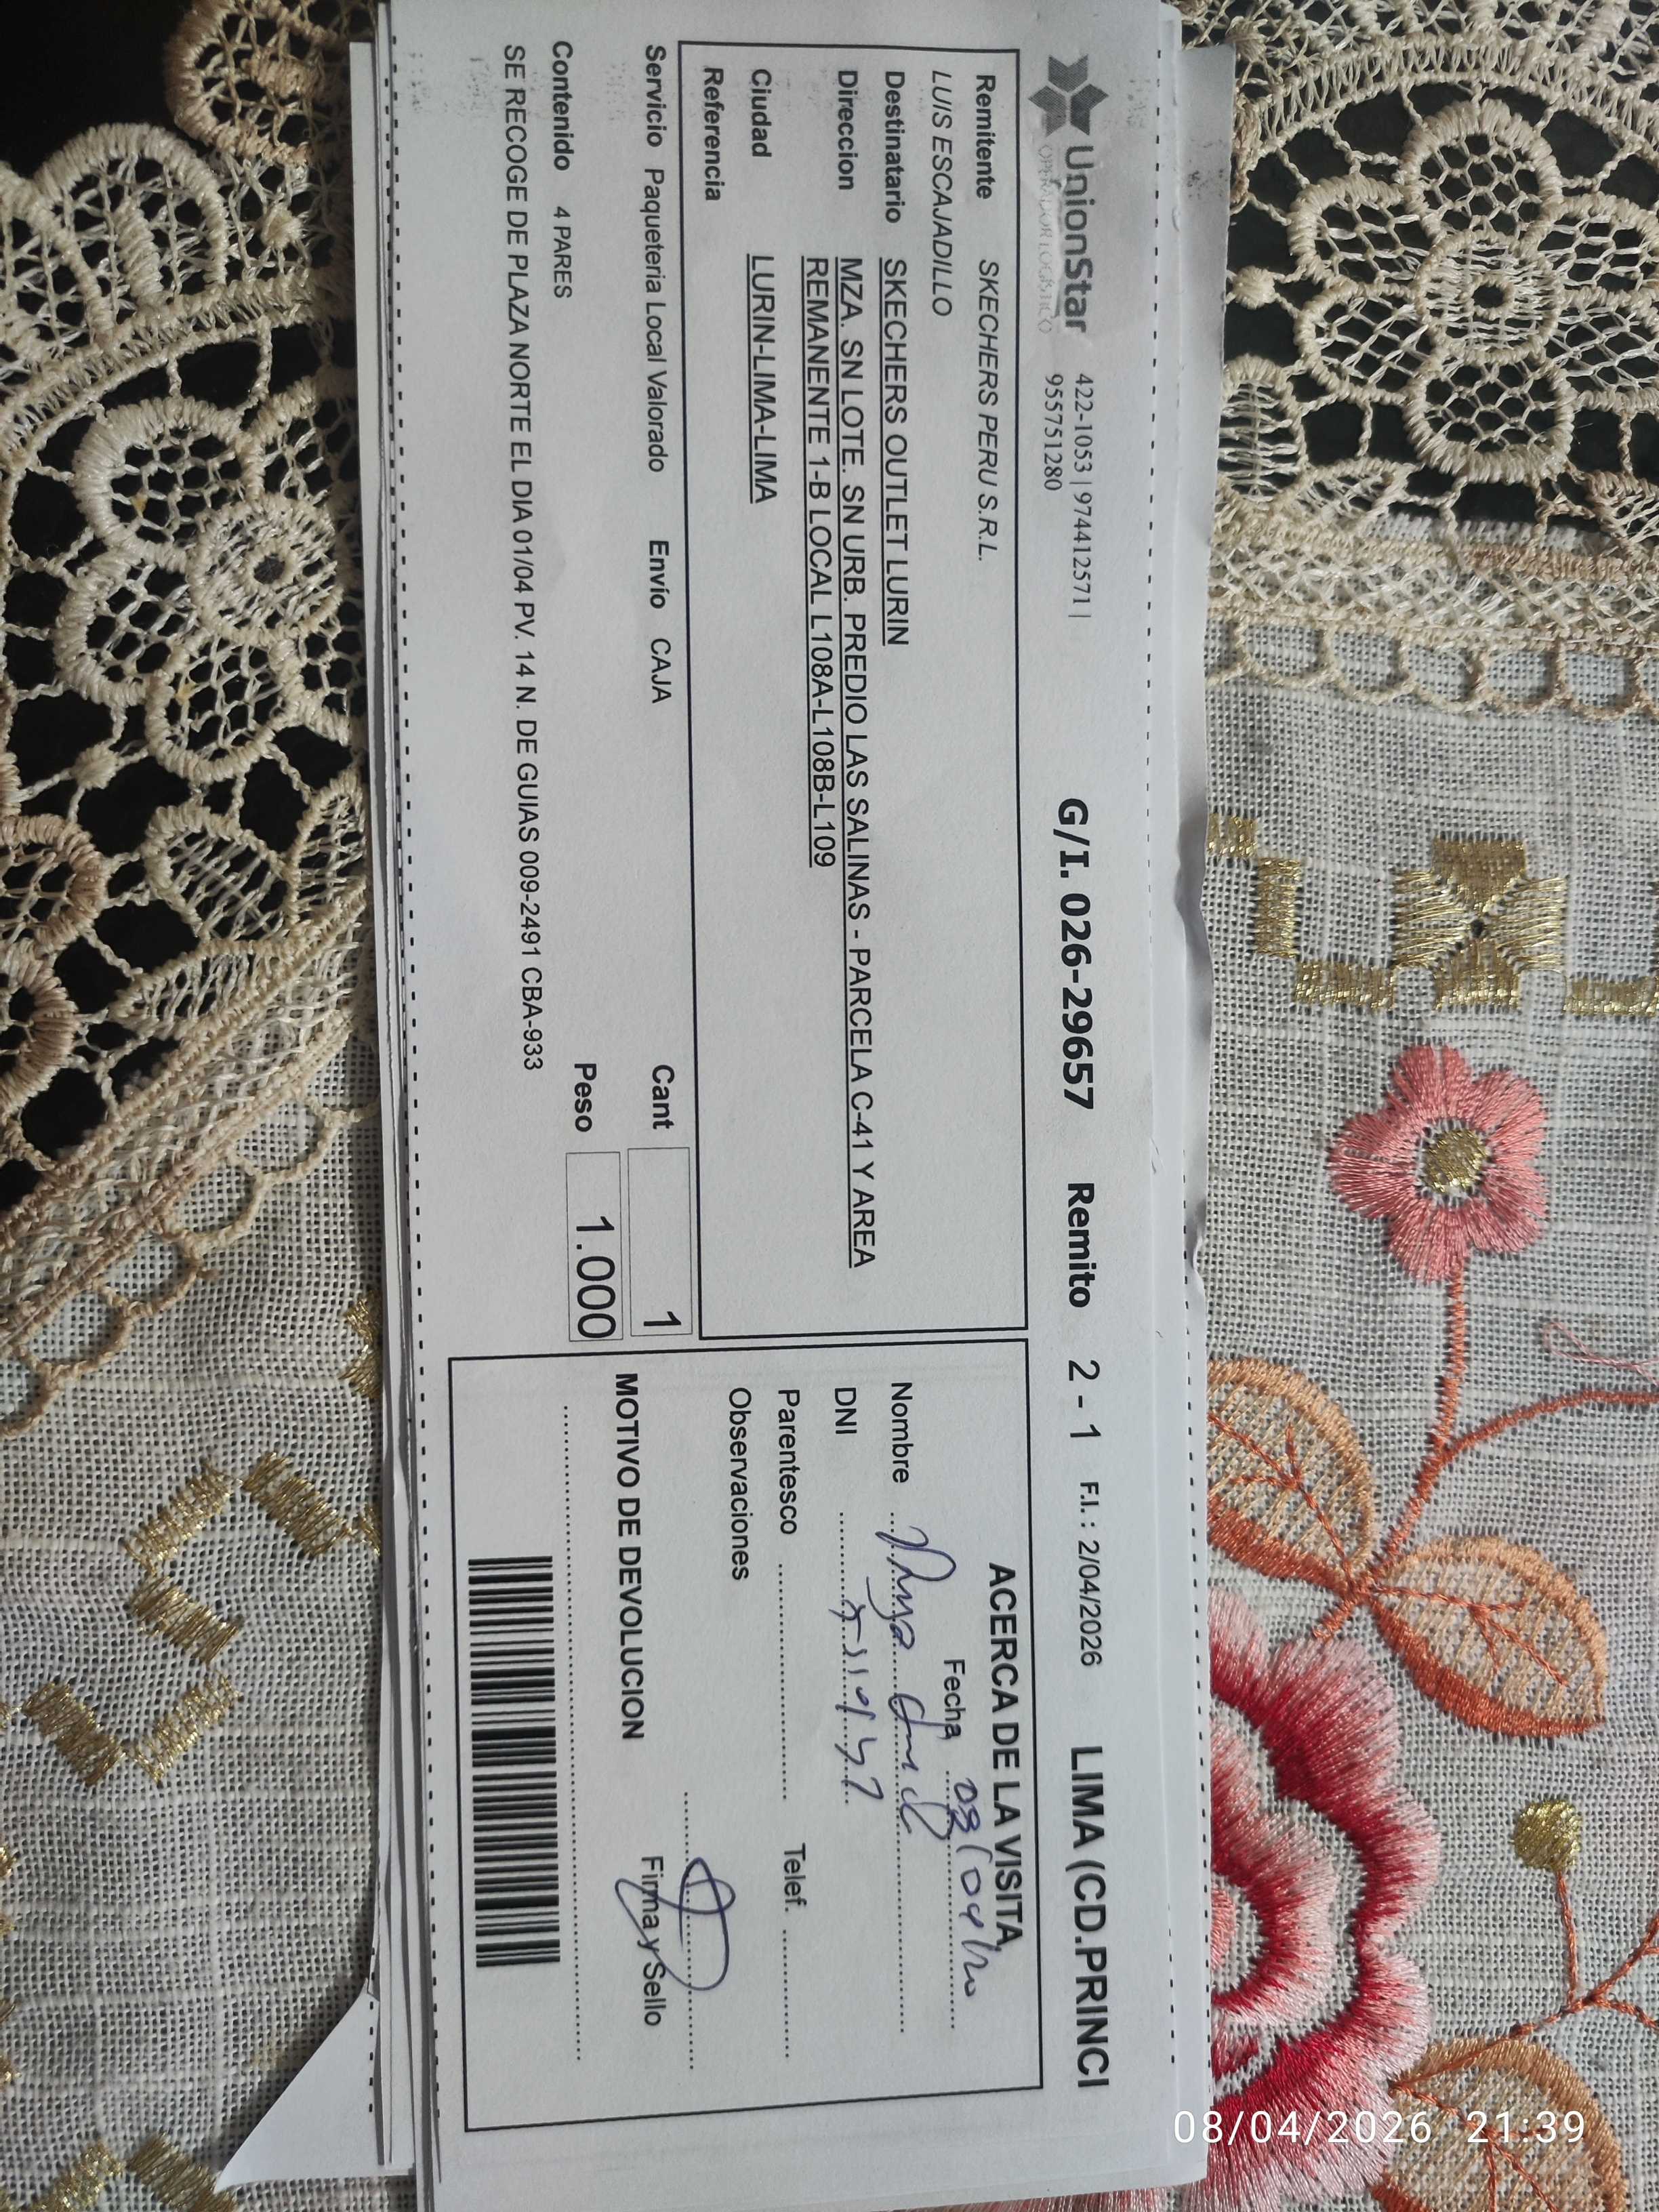 UnionStar
OPERADOR LOGISTICO
422-1053 | 974412571 |
955751280
G/I. 026-29657 Remito 2 - 1 F.I.: 2/04/2026 LIMA (CD.PRINCI
Remitente SKECHERS PERU S.R.L.
LUIS ESCAJADILLO
Destinatario SKECHERS OUTLET LURIN
Direccion MZA. SN LOTE. SN URB. PREDIO LAS SALINAS - PARCELA C-41 Y AREA
REMANENTE 1-B LOCAL L108A-L108B-L109
Ciudad LURIN-LIMA-LIMA
Referencia
Servicio Paqueteria Local Valorado Envío CAJA
Cant 1
Contenido 4 PARES
Peso 1.000
SE RECOGE DE PLAZA NORTE EL DIA 01/04 PV. 14 N. DE GUIAS 009-2491 CBA-933
ACERCA DE LA VISITA
Fecha
Nombre
DNI
Parentesco Telef.
Observaciones
Firma y Sello
MOTIVO DE DEVOLUCION
08/04/2026 21:39